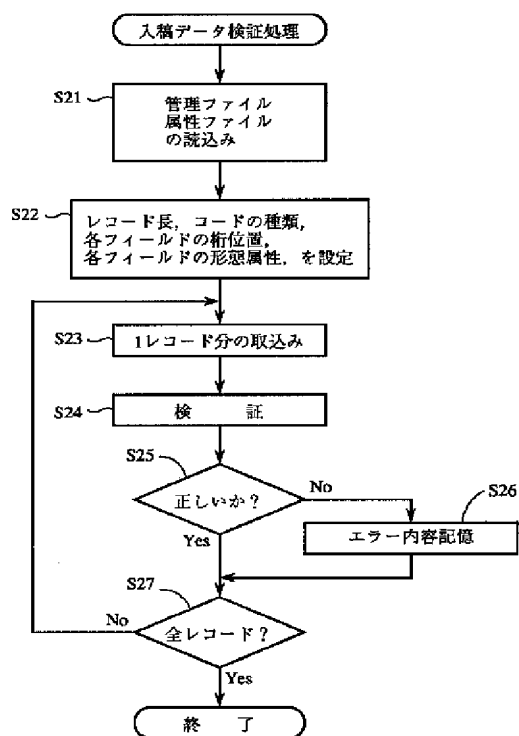 入稿データ検証処理
S21
管理ファイル
属性ファイル
の読込み
S22
レコード長，コードの種類，
各フィールドの桁位置，
各フィールドの形態属性，を設定
S23
1レコード分の取込み
S24
検 証
S25
正しいか？
No
S26
エラー内容記憶
Yes
S27
No
全レコード？
Yes
終 了